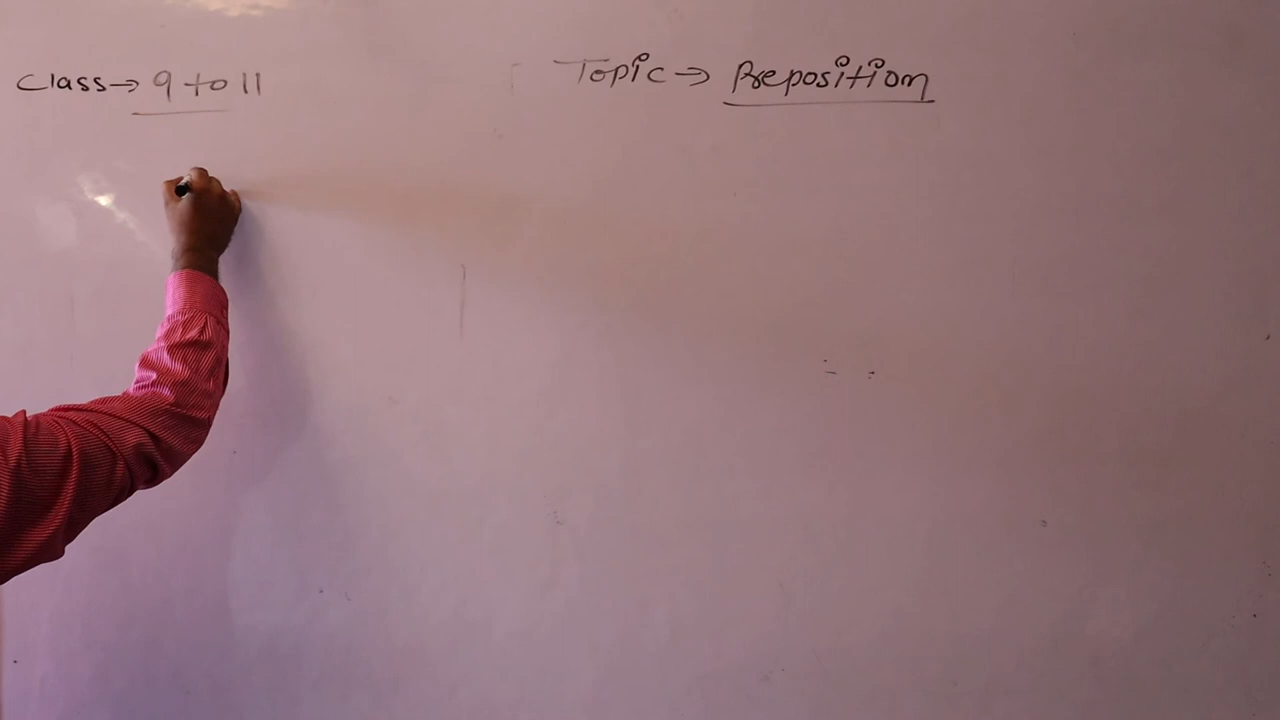 Class→ 9 to 11
Topic→ Preposition